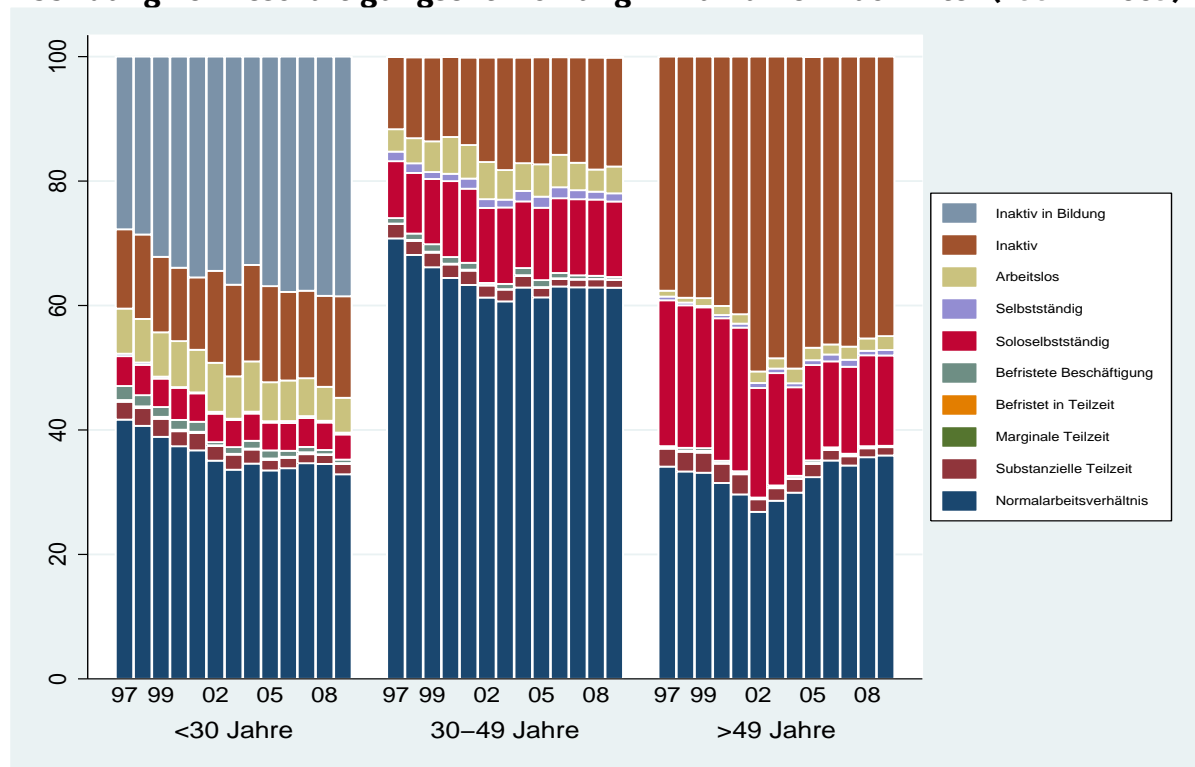 100
80
60
40
20
0
97 99 02 05 08
97 99 02 05 08
97 99 02 05 08
<30 Jahre
30–49 Jahre
>49 Jahre
Inaktiv in Bildung
Inaktiv
Arbeitslos
Selbstständig
Soloselbstständig
Befristete Beschäftigung
Befristet in Teilzeit
Marginale Teilzeit
Substanzielle Teilzeit
Normalarbeitsverhältnis